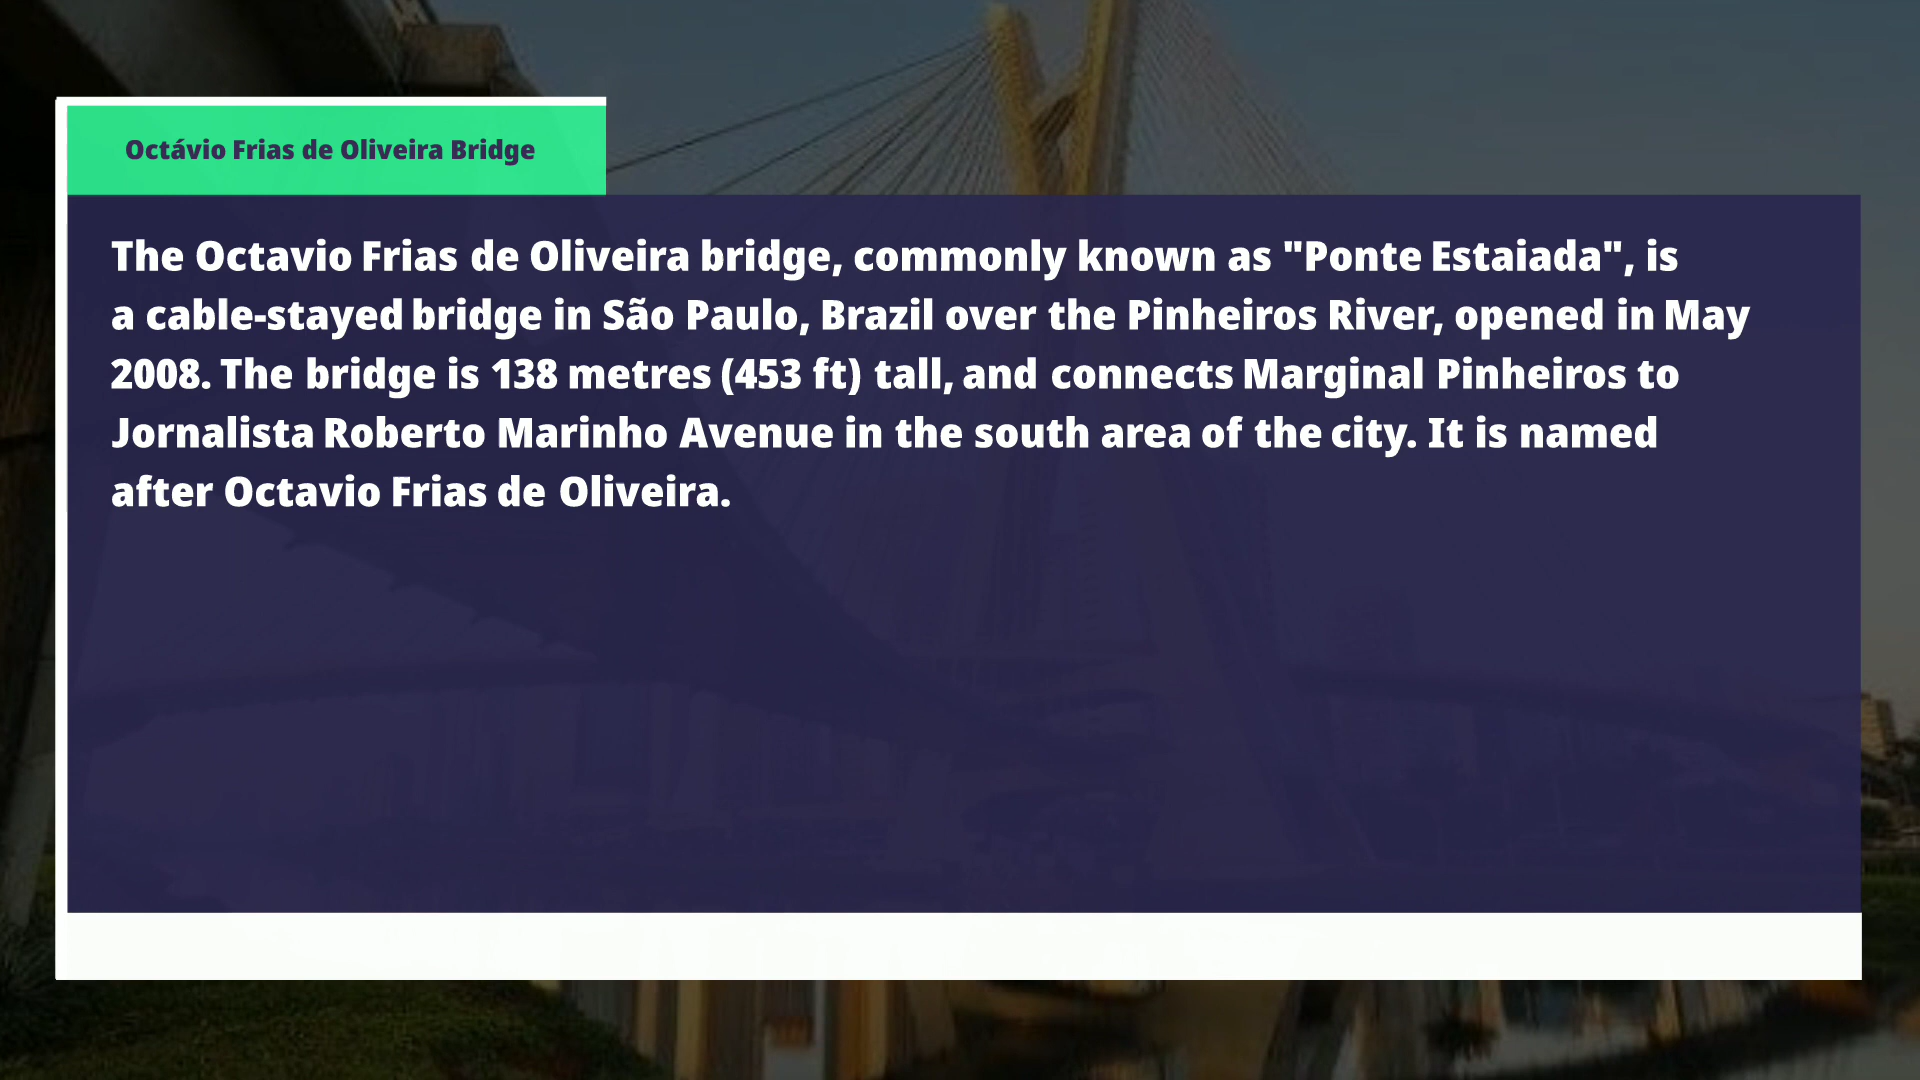 Octávio Frias de Oliveira Bridge
The Octavio Frias de Oliveira bridge, commonly known as "Ponte Estaiada", is
a cable-stayed bridge in São Paulo, Brazil over the Pinheiros River, opened in May
2008. The bridge is 138 metres (453 ft) tall, and connects Marginal Pinheiros to
Jornalista Roberto Marinho Avenue in the south area of the city. It is named
after Octavio Frias de Oliveira.